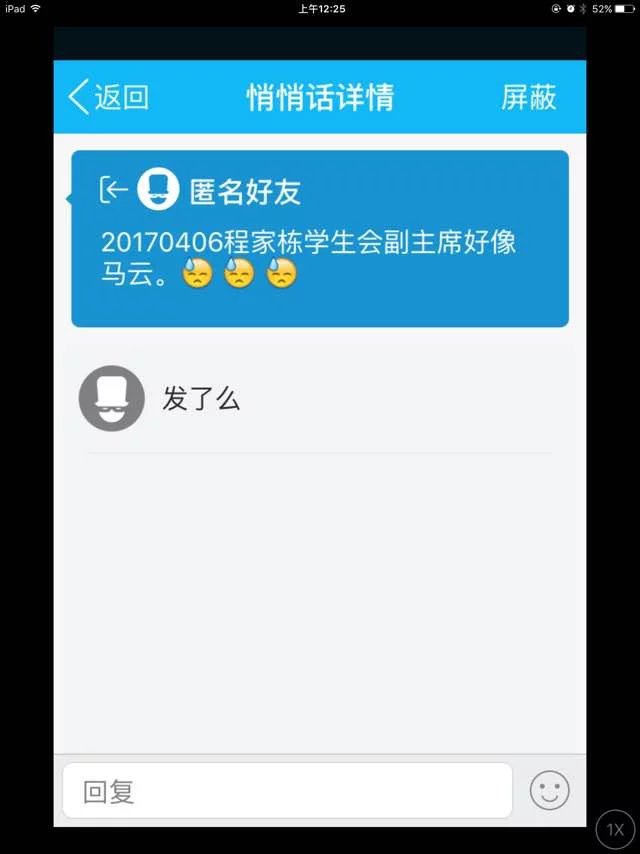 iPad 上午12:25 52%
返回 悄悄话详情 屏蔽
匿名好友
20170406程家栋学生会副主席好像
马云。😓 😓 😓
发了么
回复
1X